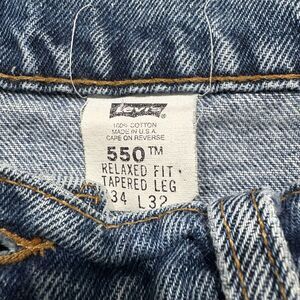 Levi's
100% COTTON
MADE IN U.S.A.
CARE ON REVERSE
550™
RELAXED FIT
TAPERED LEG
34 L32